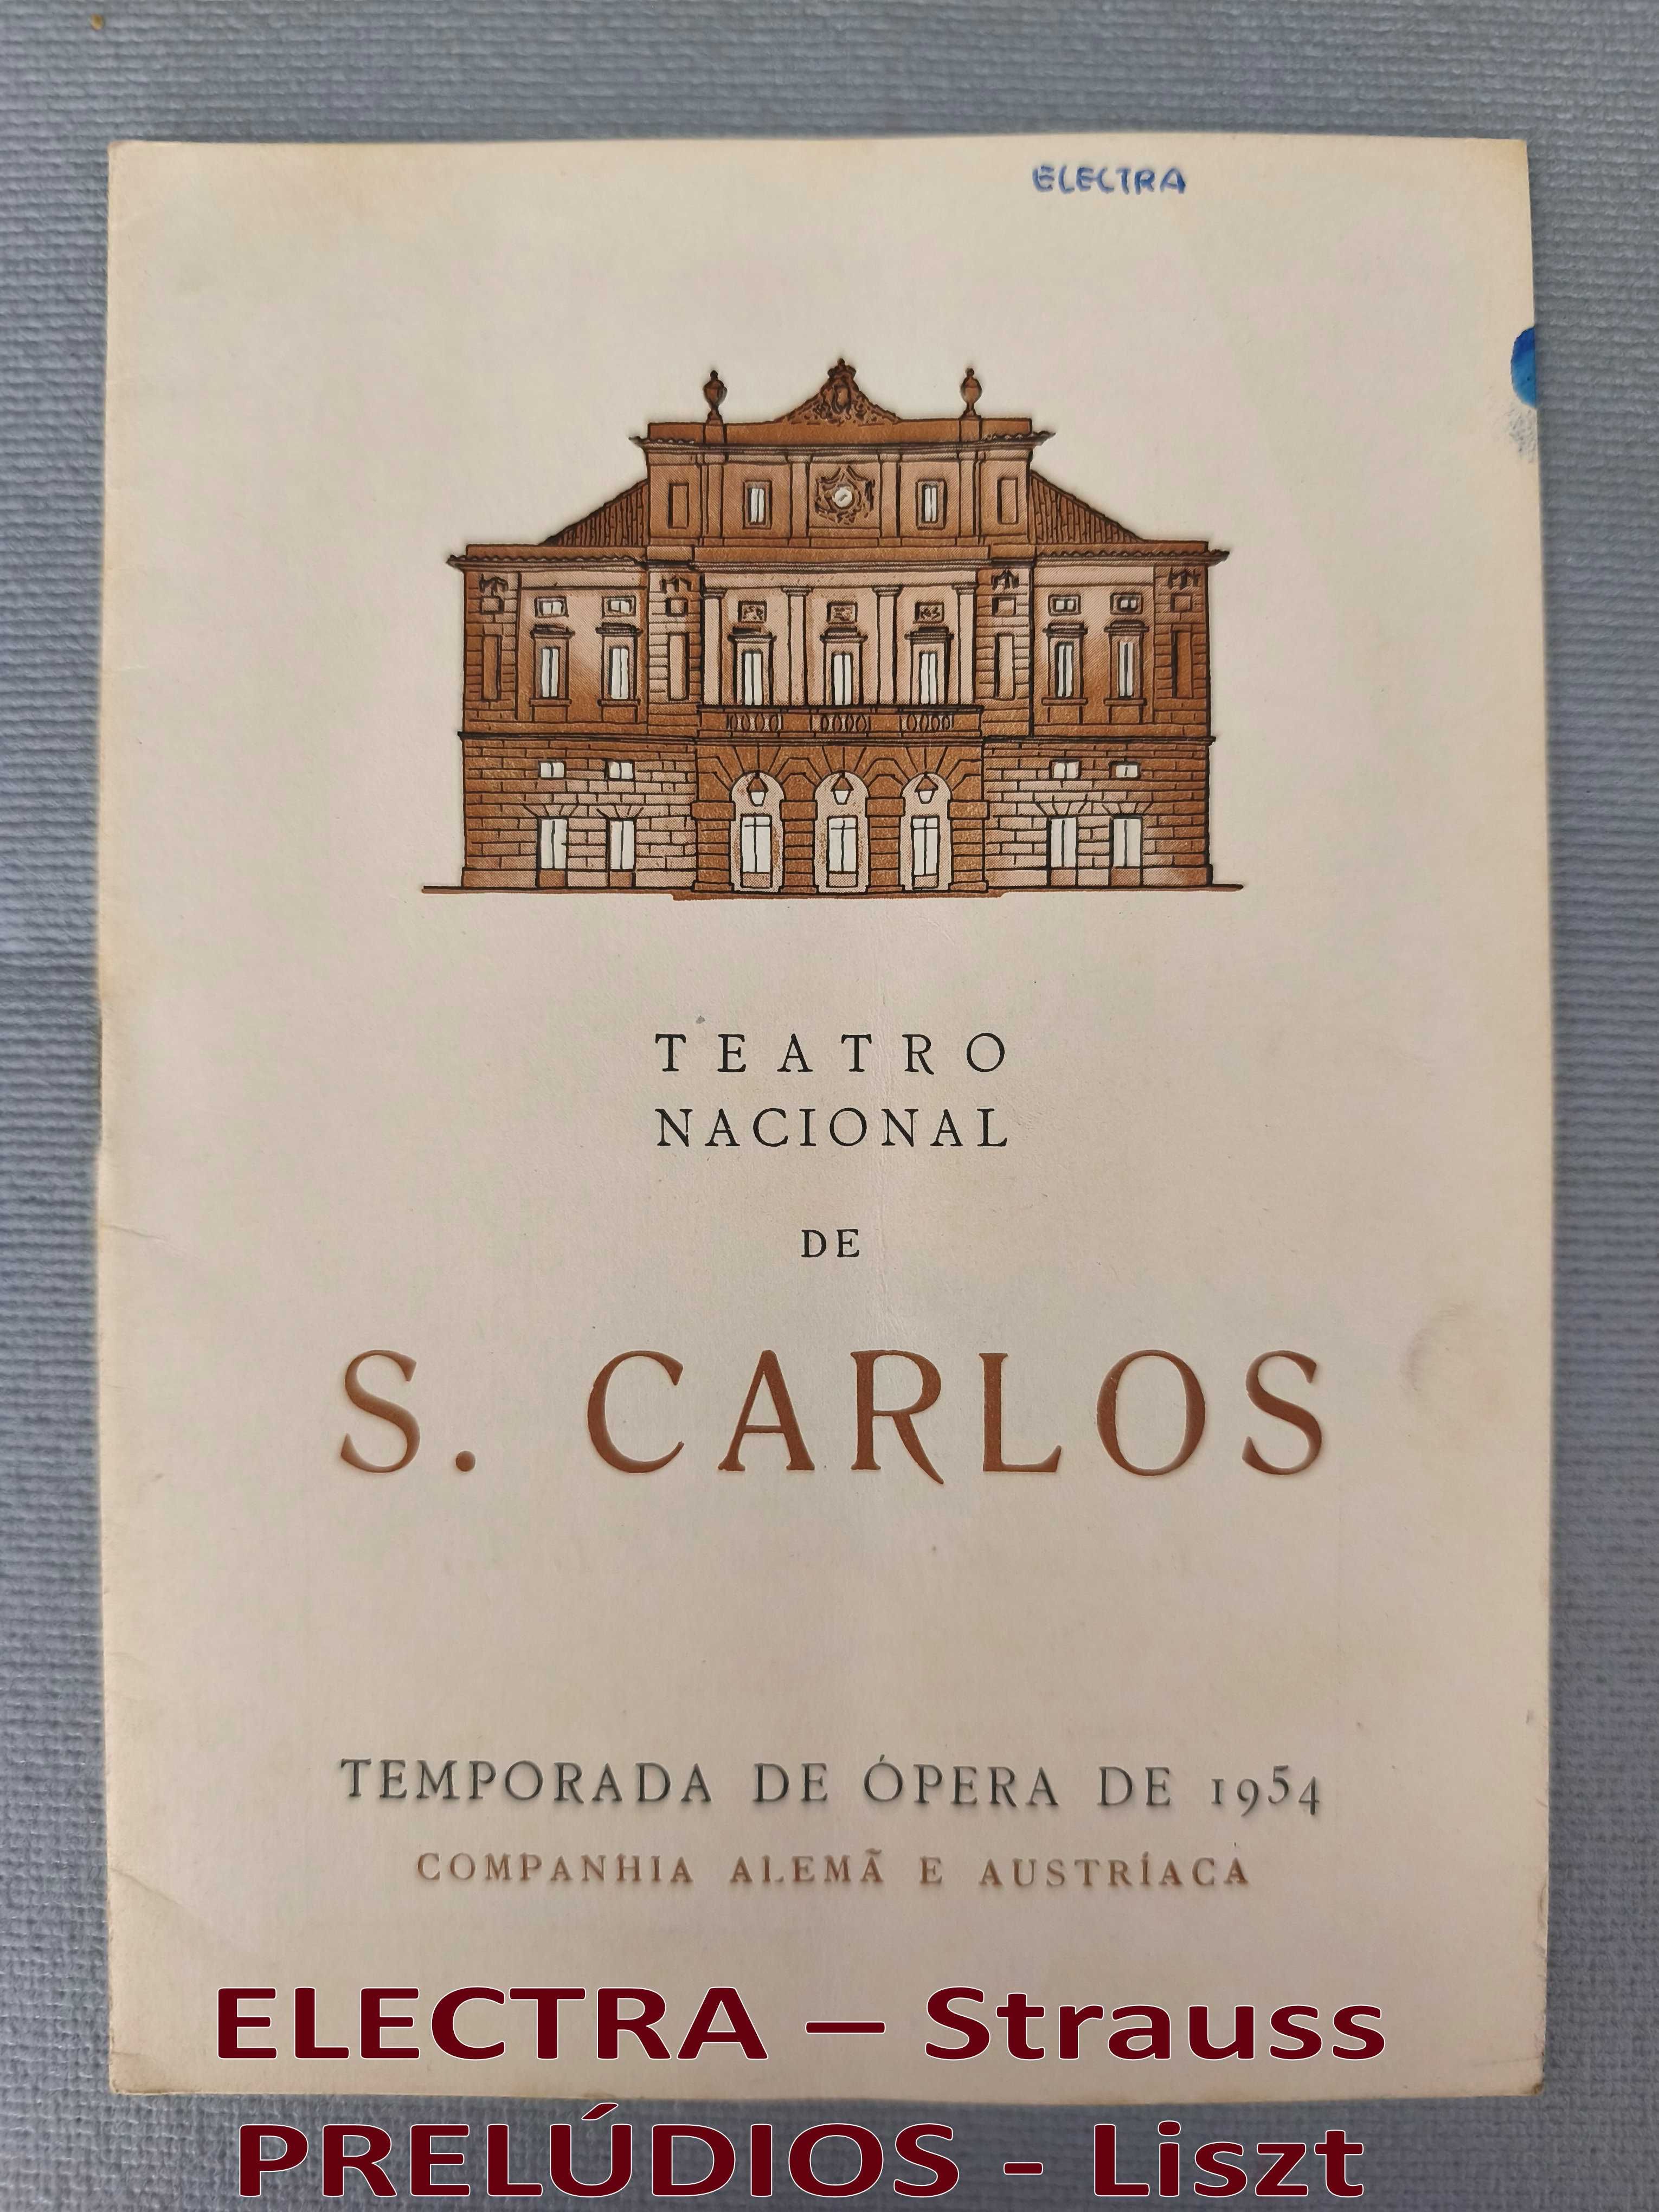 ELECTRA
TEATRO
NACIONAL
DE
S. CARLOS
TEMPORADA DE ÓPERA DE 1954
COMPANHIA ALEMÃ E AUSTRÍACA
ELECTRA – Strauss
PRELÚDIOS - Liszt